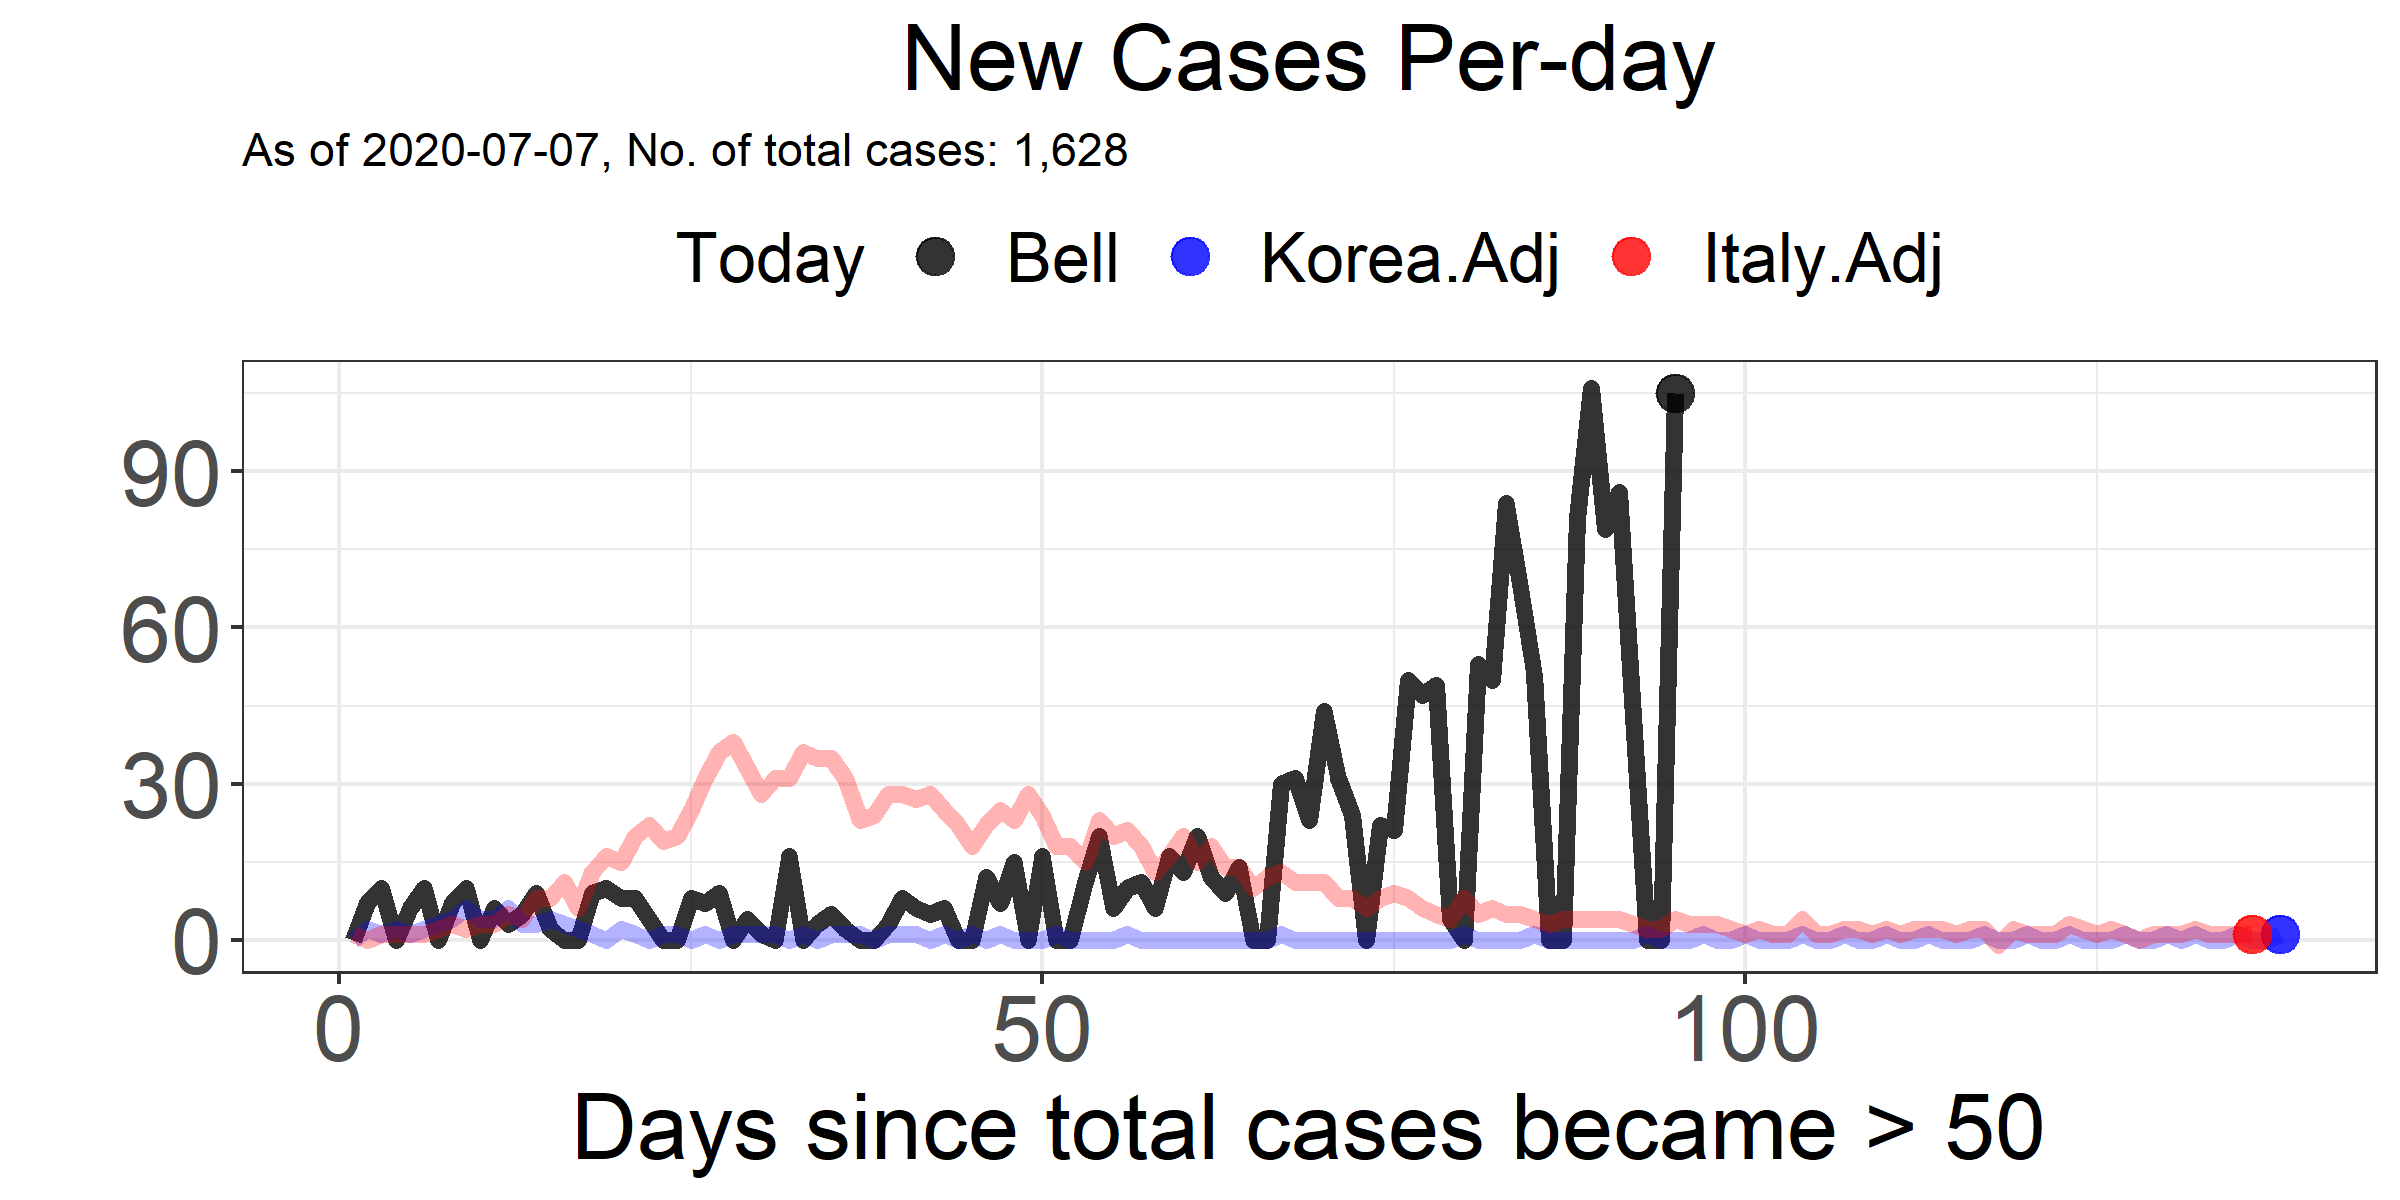 New Cases Per-day
As of 2020-07-07, No. of total cases: 1,628
Today Bell Korea.Adj Italy.Adj
90
60
30
0
0 50 100
Days since total cases became > 50